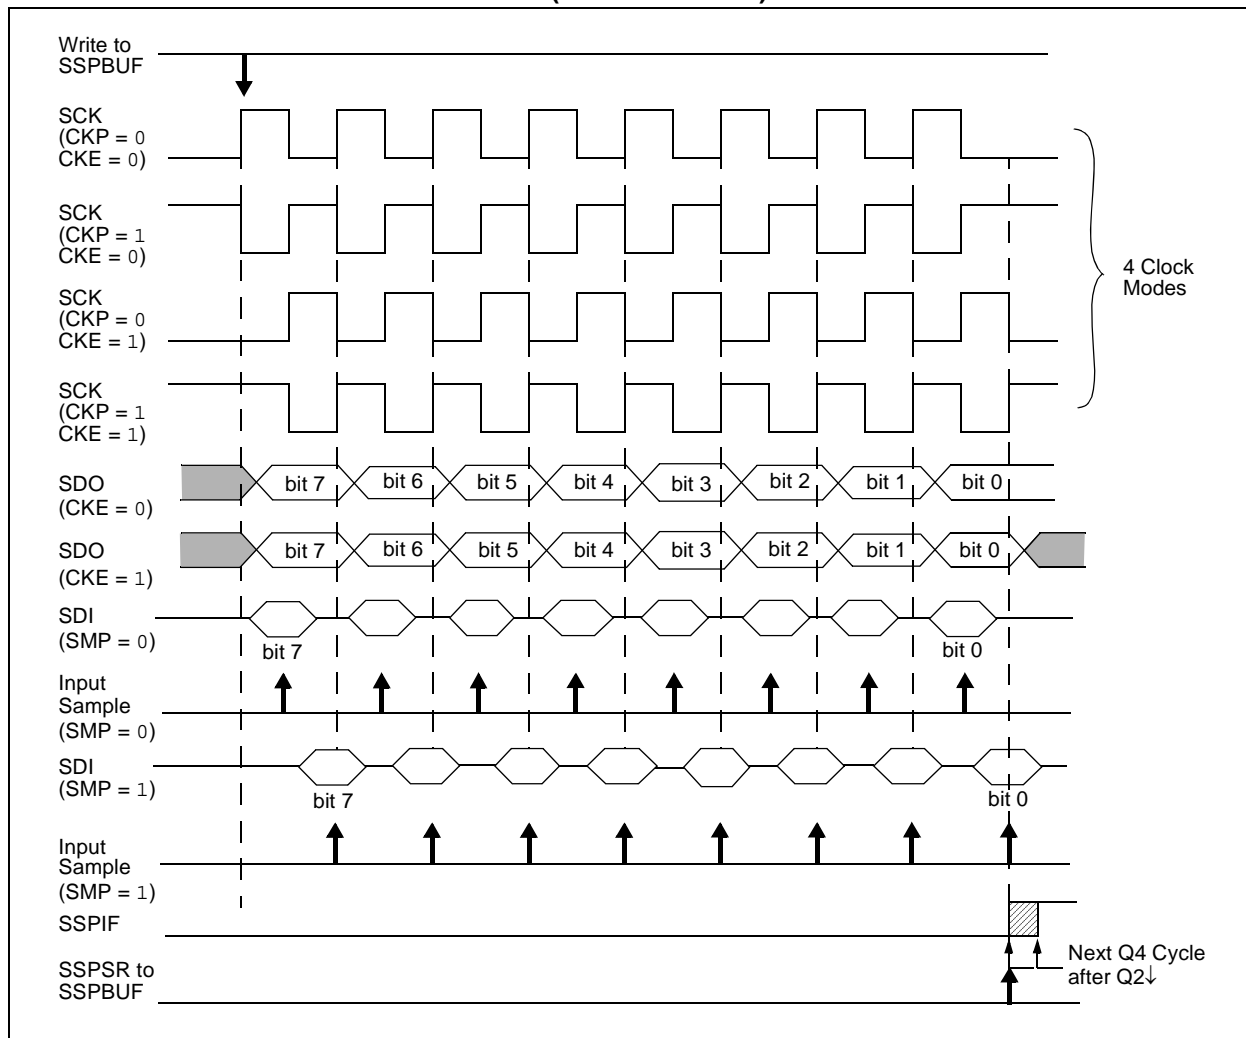 Write to
SSPBUF
SCK
(CKP = 0
CKE = 0)
SCK
(CKP = 1
CKE = 0)
4 Clock
Modes
SCK
(CKP = 0
CKE = 1)
SCK
(CKP = 1
CKE = 1)
SDO
(CKE = 0)
bit 7 bit 6 bit 5 bit 4 bit 3 bit 2 bit 1 bit 0
SDO
(CKE = 1)
bit 7 bit 6 bit 5 bit 4 bit 3 bit 2 bit 1 bit 0
SDI
(SMP = 0)
bit 7 bit 0
Input
Sample
(SMP = 0)
SDI
(SMP = 1)
bit 7 bit 0
Input
Sample
(SMP = 1)
SSPIF
Next Q4 Cycle
after Q2↓
SSPSR to
SSPBUF